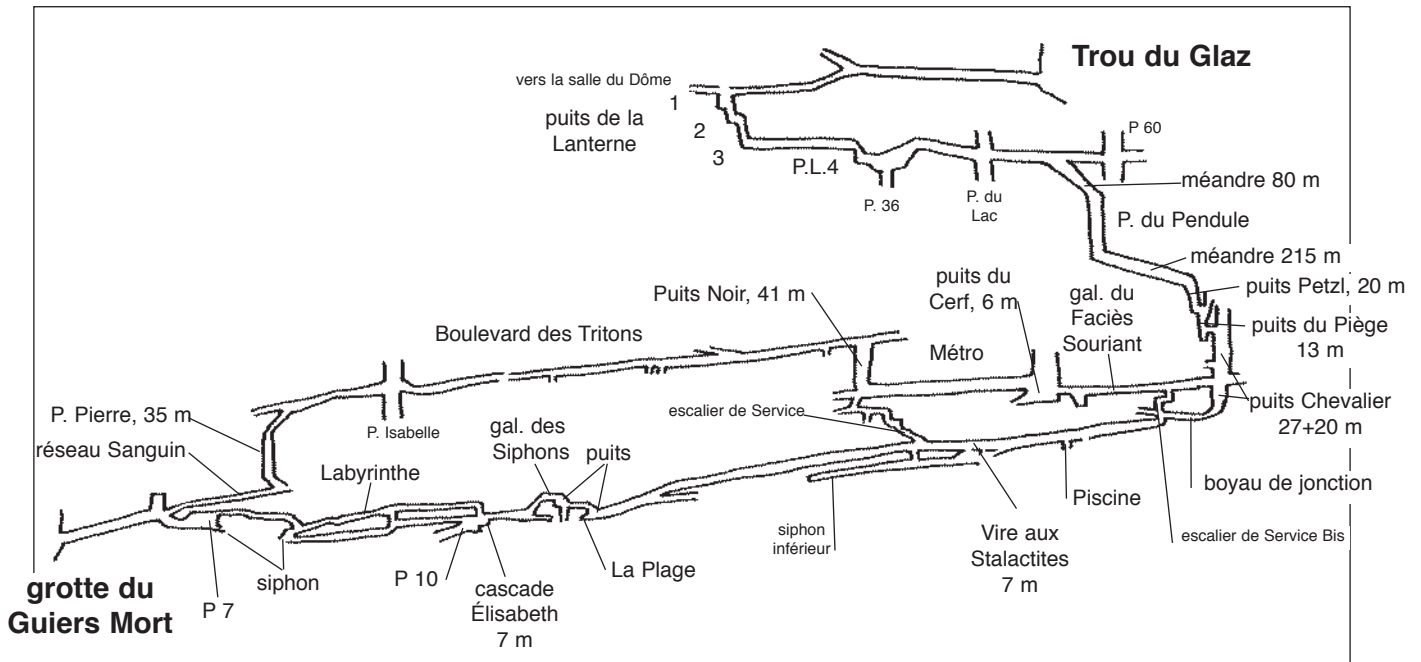 Trou du Glaz
vers la salle du Dôme
1
puits de la
Lanterne
2
3
P.L.4
P. 36
P. du
Lac
P 60
méandre 80 m
P. du Pendule
méandre 215 m
puits Petzl, 20 m
puits du Piège
13 m
puits Chevalier
27+20 m
Puits Noir, 41 m
puits du
Cerf, 6 m
gal. du
Faciès
Souriant
Boulevard des Tritons
Métro
P. Pierre, 35 m
réseau Sanguin
P. Isabelle
escalier de Service
gal. des
Siphons
puits
Labyrinthe
boyau de jonction
Piscine
escalier de Service Bis
siphon
inférieur
Vire aux
Stalactites
7 m
La Plage
siphon
P 10
cascade
Élisabeth
7 m
P 7
grotte du
Guiers Mort